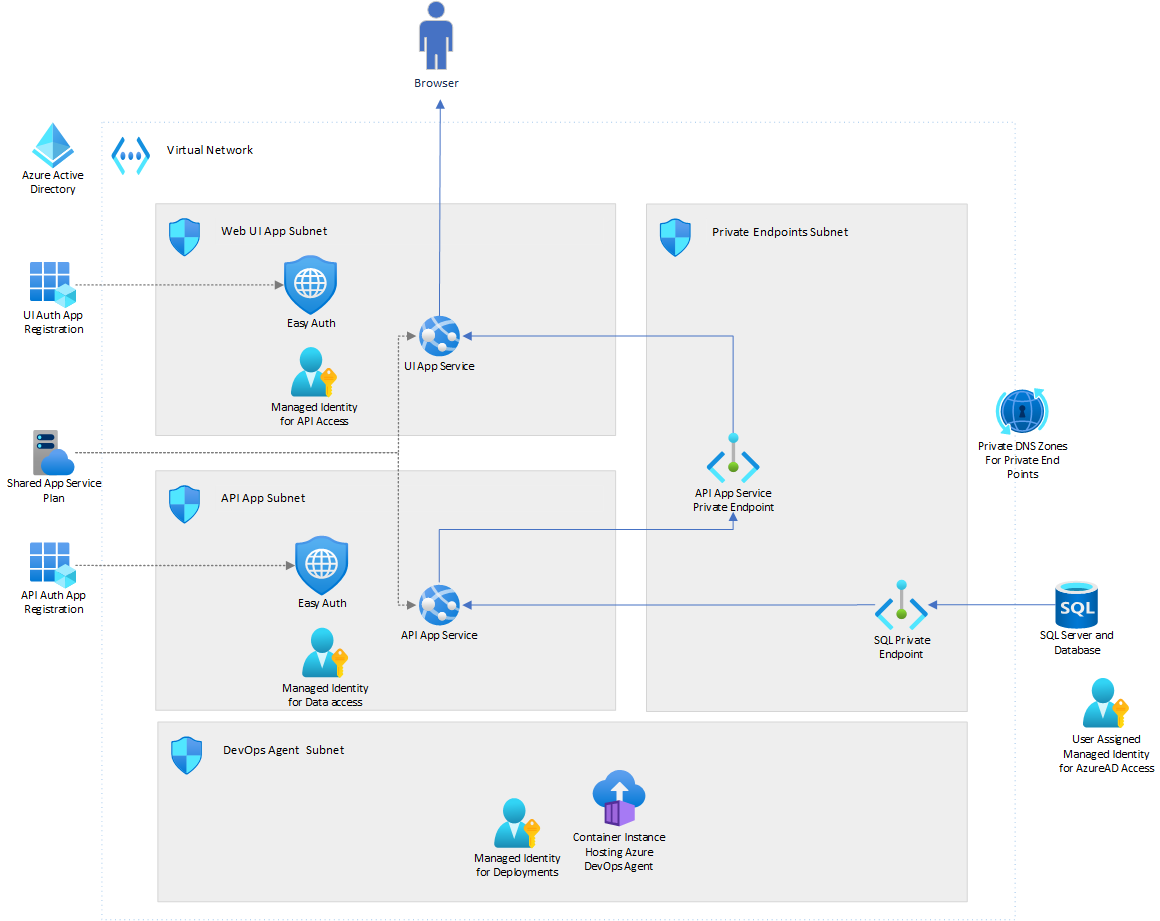 Browser
Virtual Network
Azure Active
Directory
Web UI App Subnet
Private Endpoints Subnet
Easy Auth
UI Auth App
Registration
UI App Service
Managed Identity
for API Access
Private DNS Zones
For Private End
Points
Shared App Service
Plan
API App Service
Private Endpoint
API App Subnet
API Auth App
Registration
Easy Auth
API App Service
SQL
SQL Server and
Database
SQL Private
Endpoint
Managed Identity
for Data access
User Assigned
Managed Identity
for AzureAD Access
DevOps Agent Subnet
Container Instance
Hosting Azure
DevOps Agent
Managed Identity
for Deployments